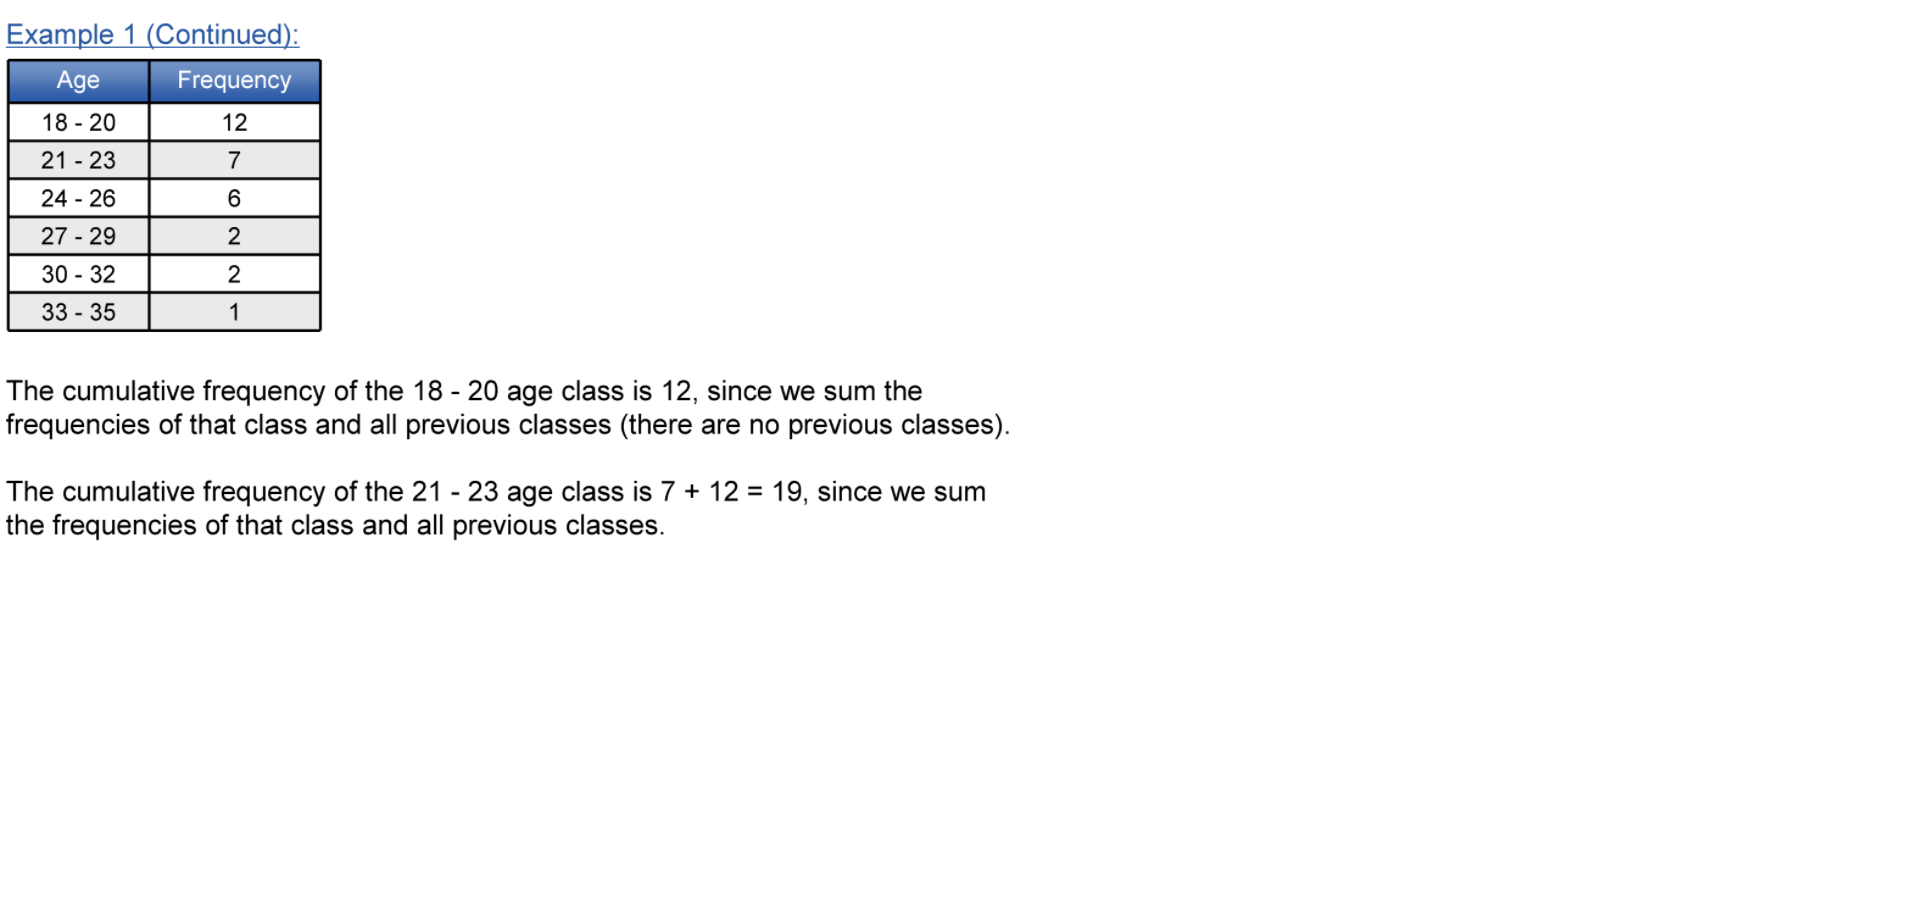 Example 1 (Continued):
Age Frequency
18 - 20 12
21 - 23 7
24 - 26 6
27 - 29 2
30 - 32 2
33 - 35 1
The cumulative frequency of the 18 - 20 age class is 12, since we sum the
frequencies of that class and all previous classes (there are no previous classes).
The cumulative frequency of the 21 - 23 age class is 7 + 12 = 19, since we sum
the frequencies of that class and all previous classes.